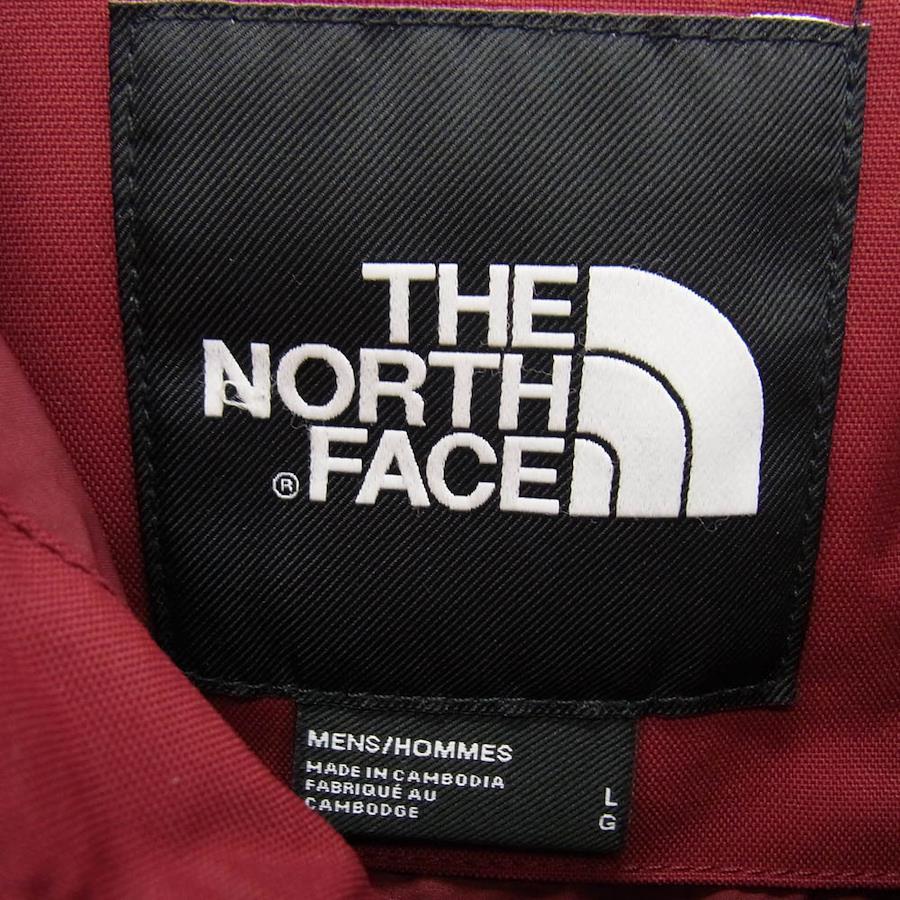 THE
NORTH
® FACE
MENS/HOMMES
MADE IN CAMBODIA
FABRIQUÉ AU
CAMBODGE
L
G